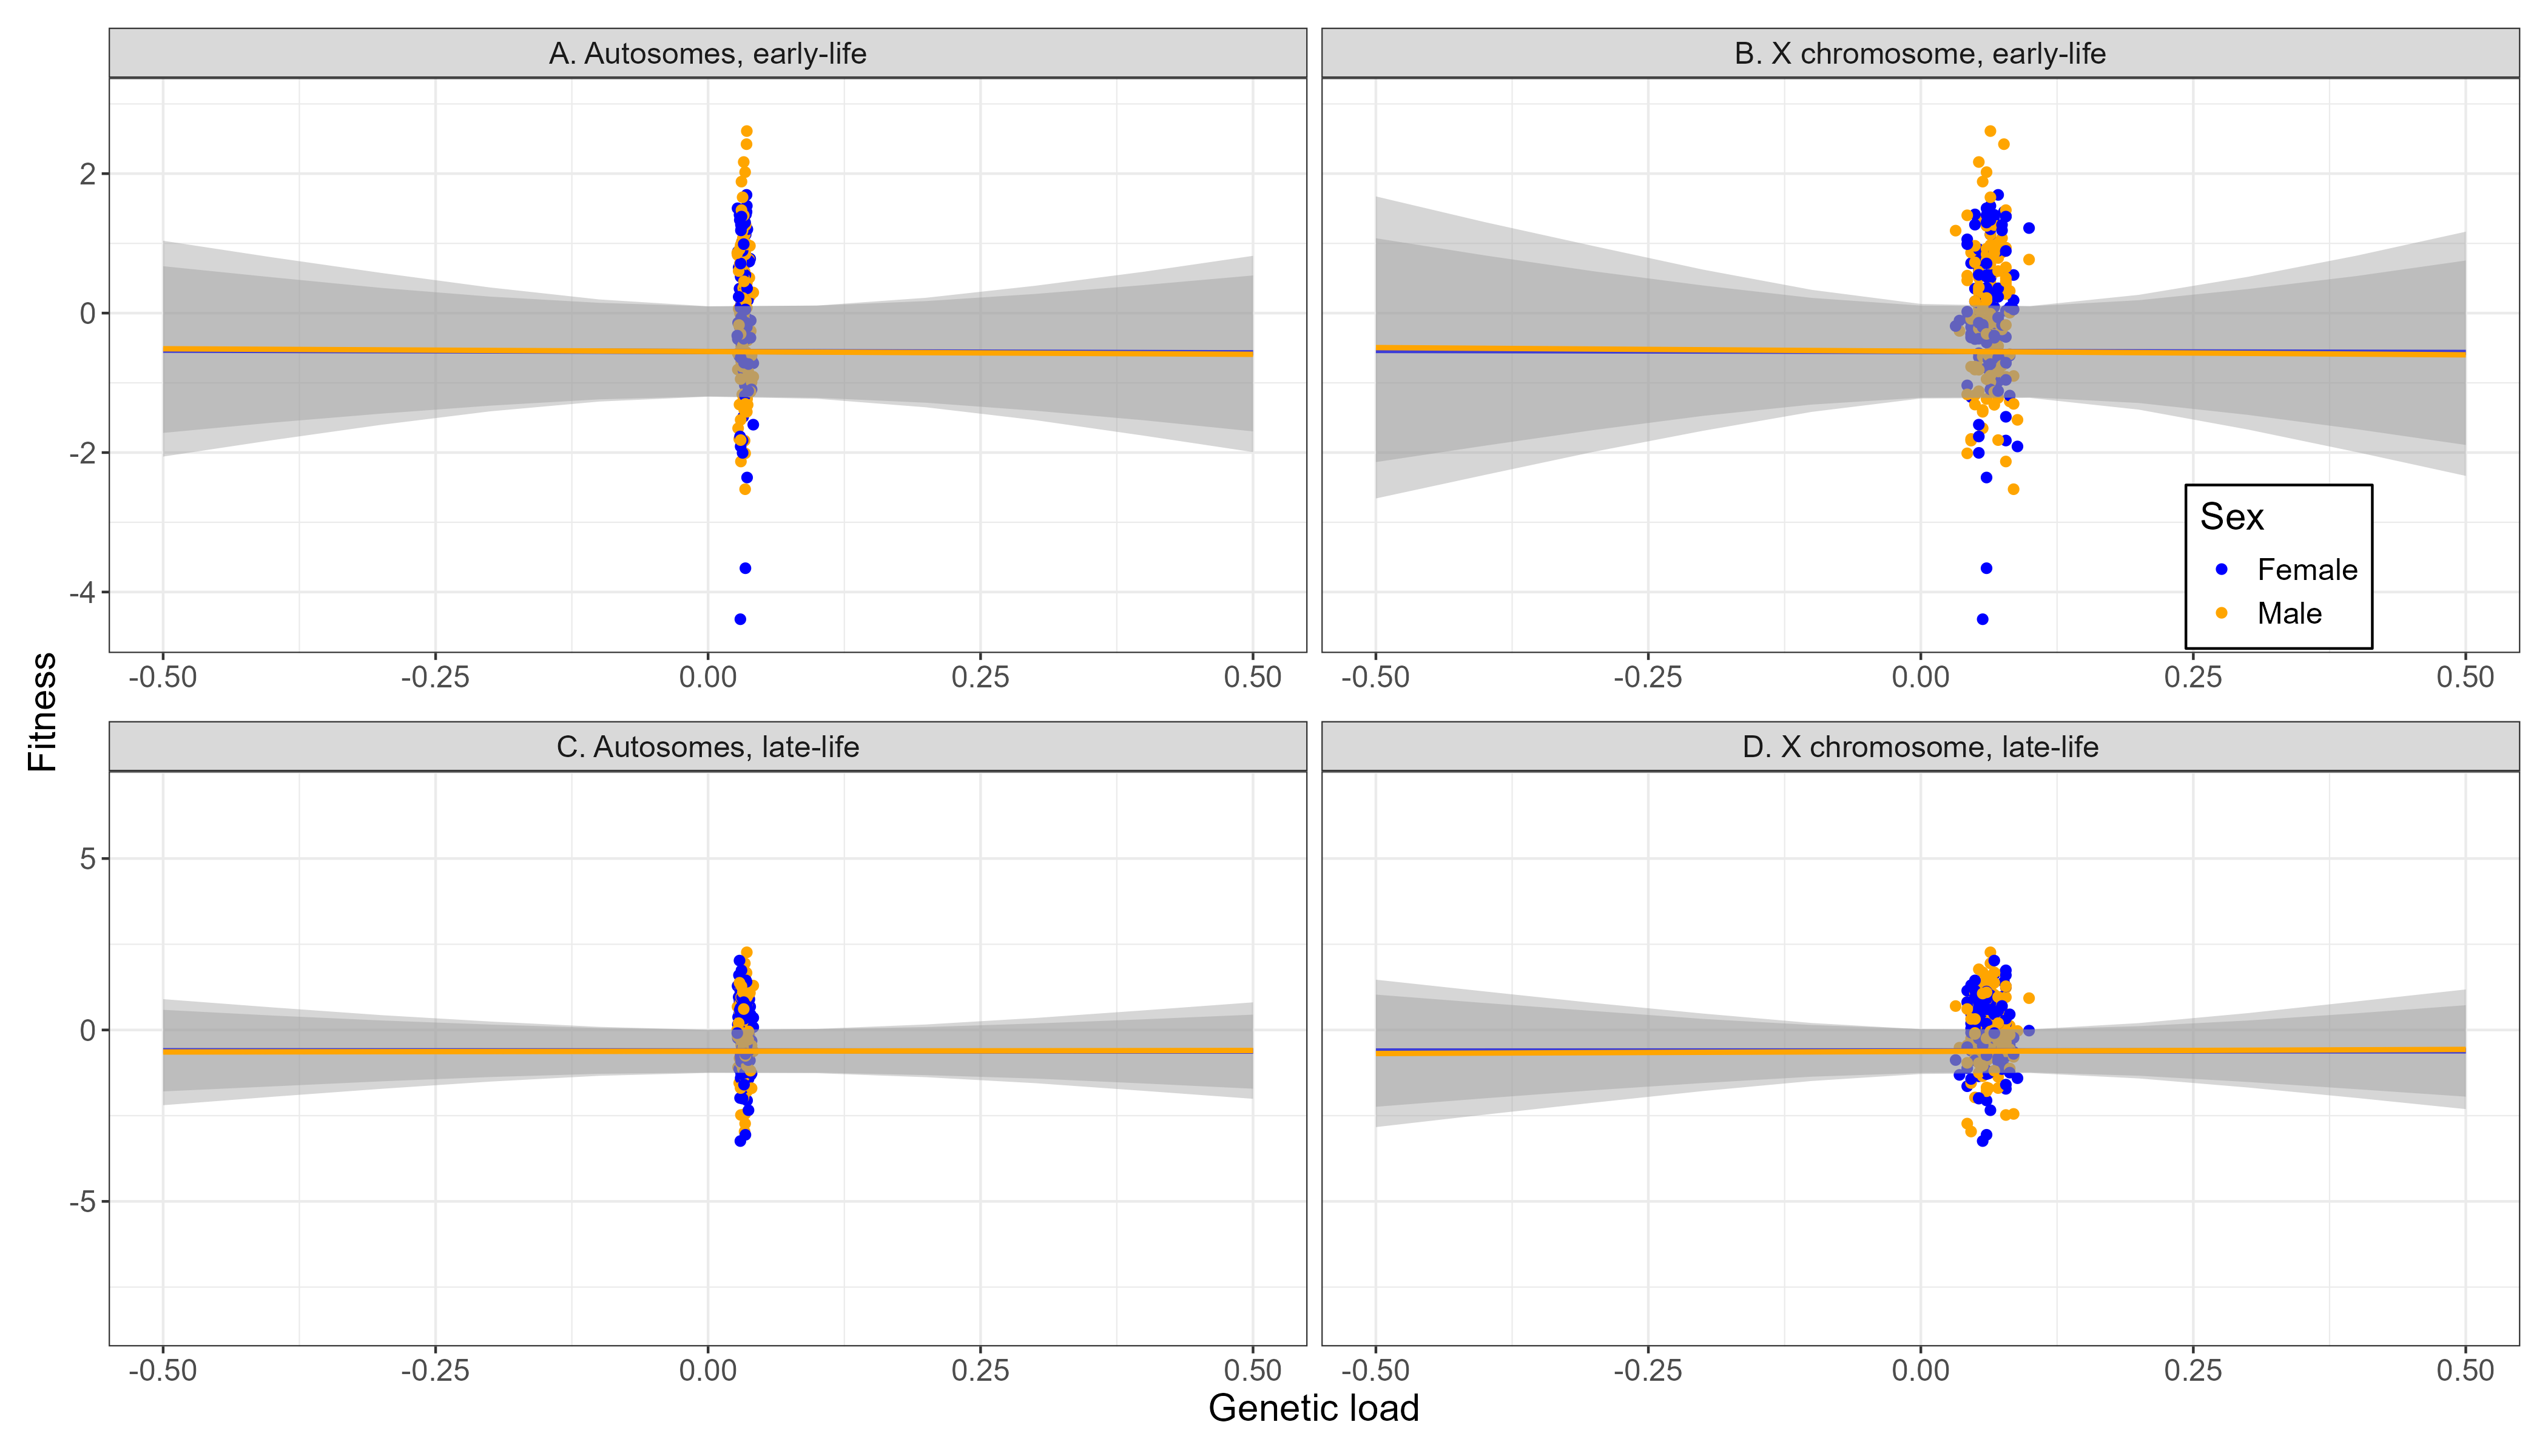 A. Autosomes, early-life
B. X chromosome, early-life
2
0
-2
-4
Sex
Female
Male
-0.50 -0.25 0.00 0.25 0.50
-0.50 -0.25 0.00 0.25 0.50
Fitness
C. Autosomes, late-life
D. X chromosome, late-life
5
0
-5
-0.50 -0.25 0.00 0.25 0.50
-0.50 -0.25 0.00 0.25 0.50
Genetic load